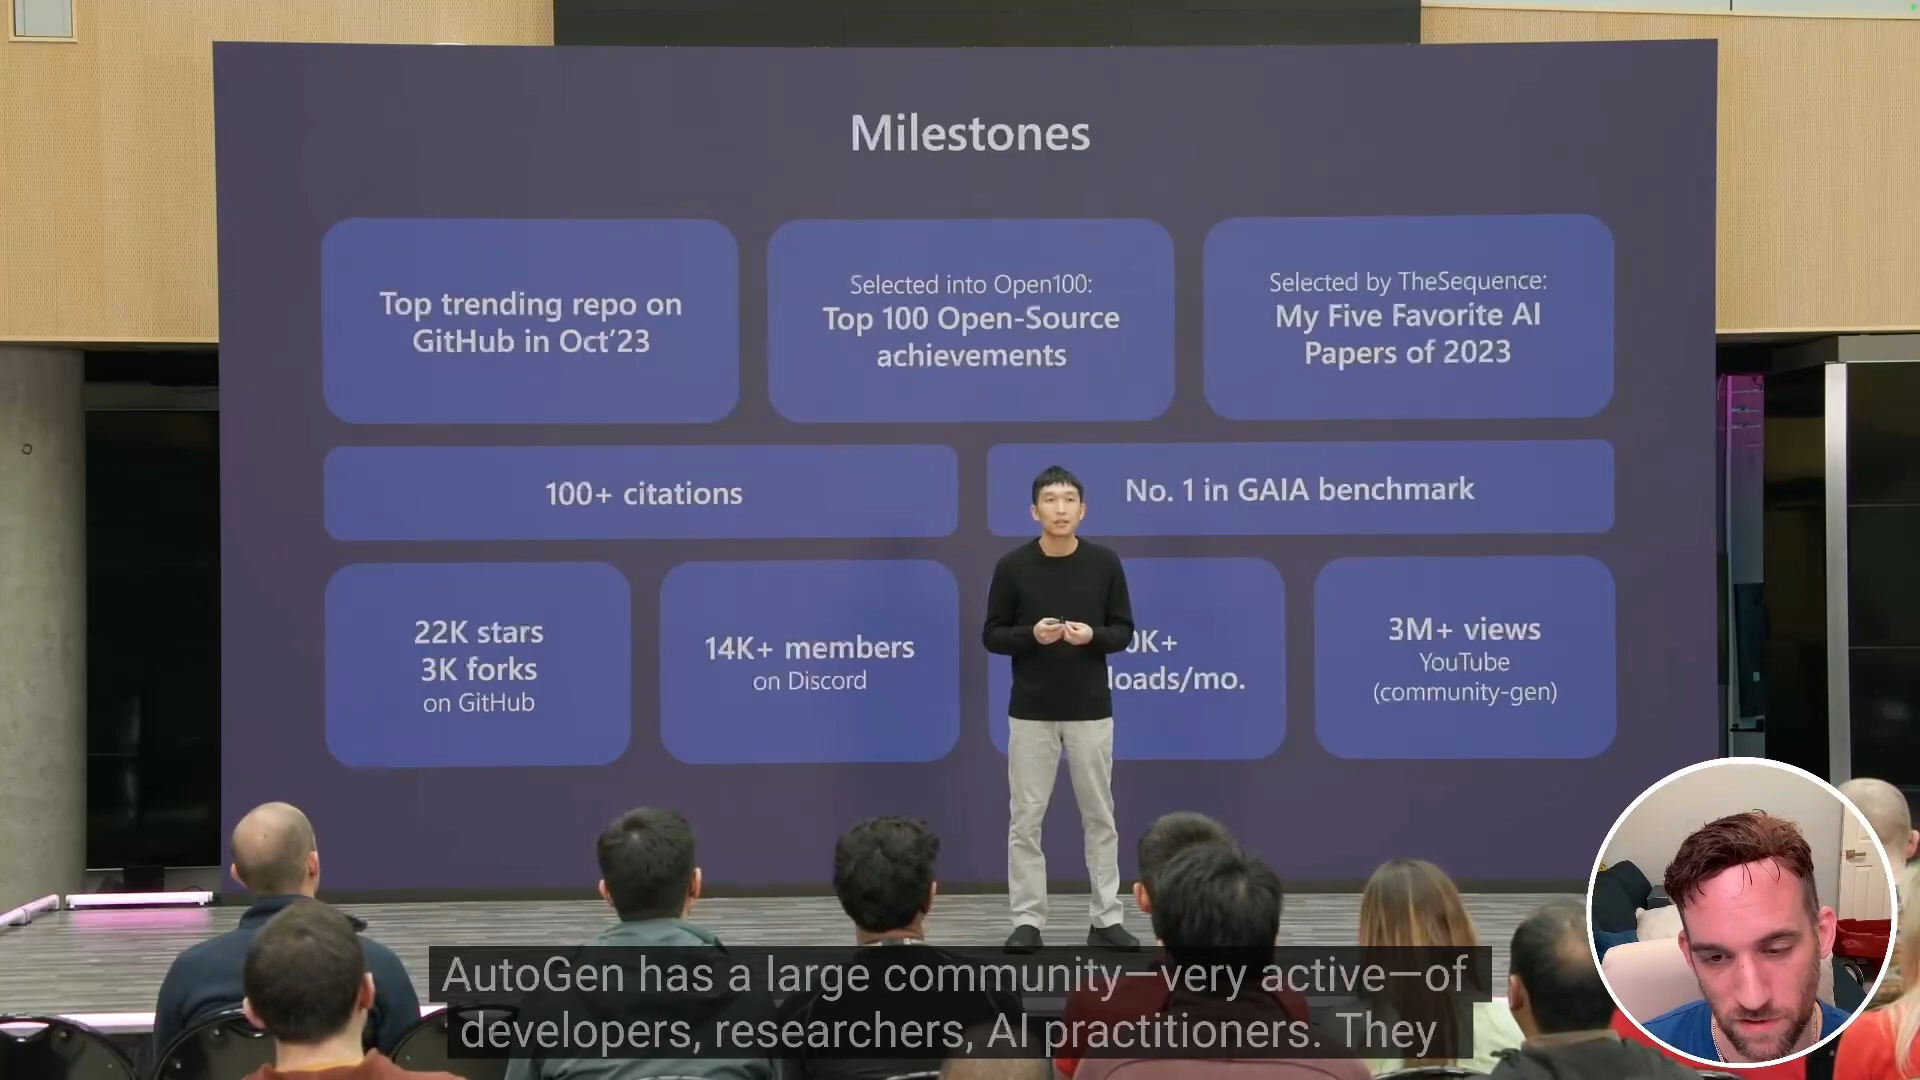 Milestones
Top trending repo on
GitHub in Oct'23
Selected into Open100:
Top 100 Open-Source
achievements
Selected by TheSequence:
My Five Favorite AI
Papers of 2023
100+ citations
No. 1 in GAIA benchmark
22K stars
3K forks
on GitHub
14K+ members
on Discord
3M+ views
YouTube
(community-gen)
AutoGen has a large community—very active—of
developers, researchers, AI practitioners. They